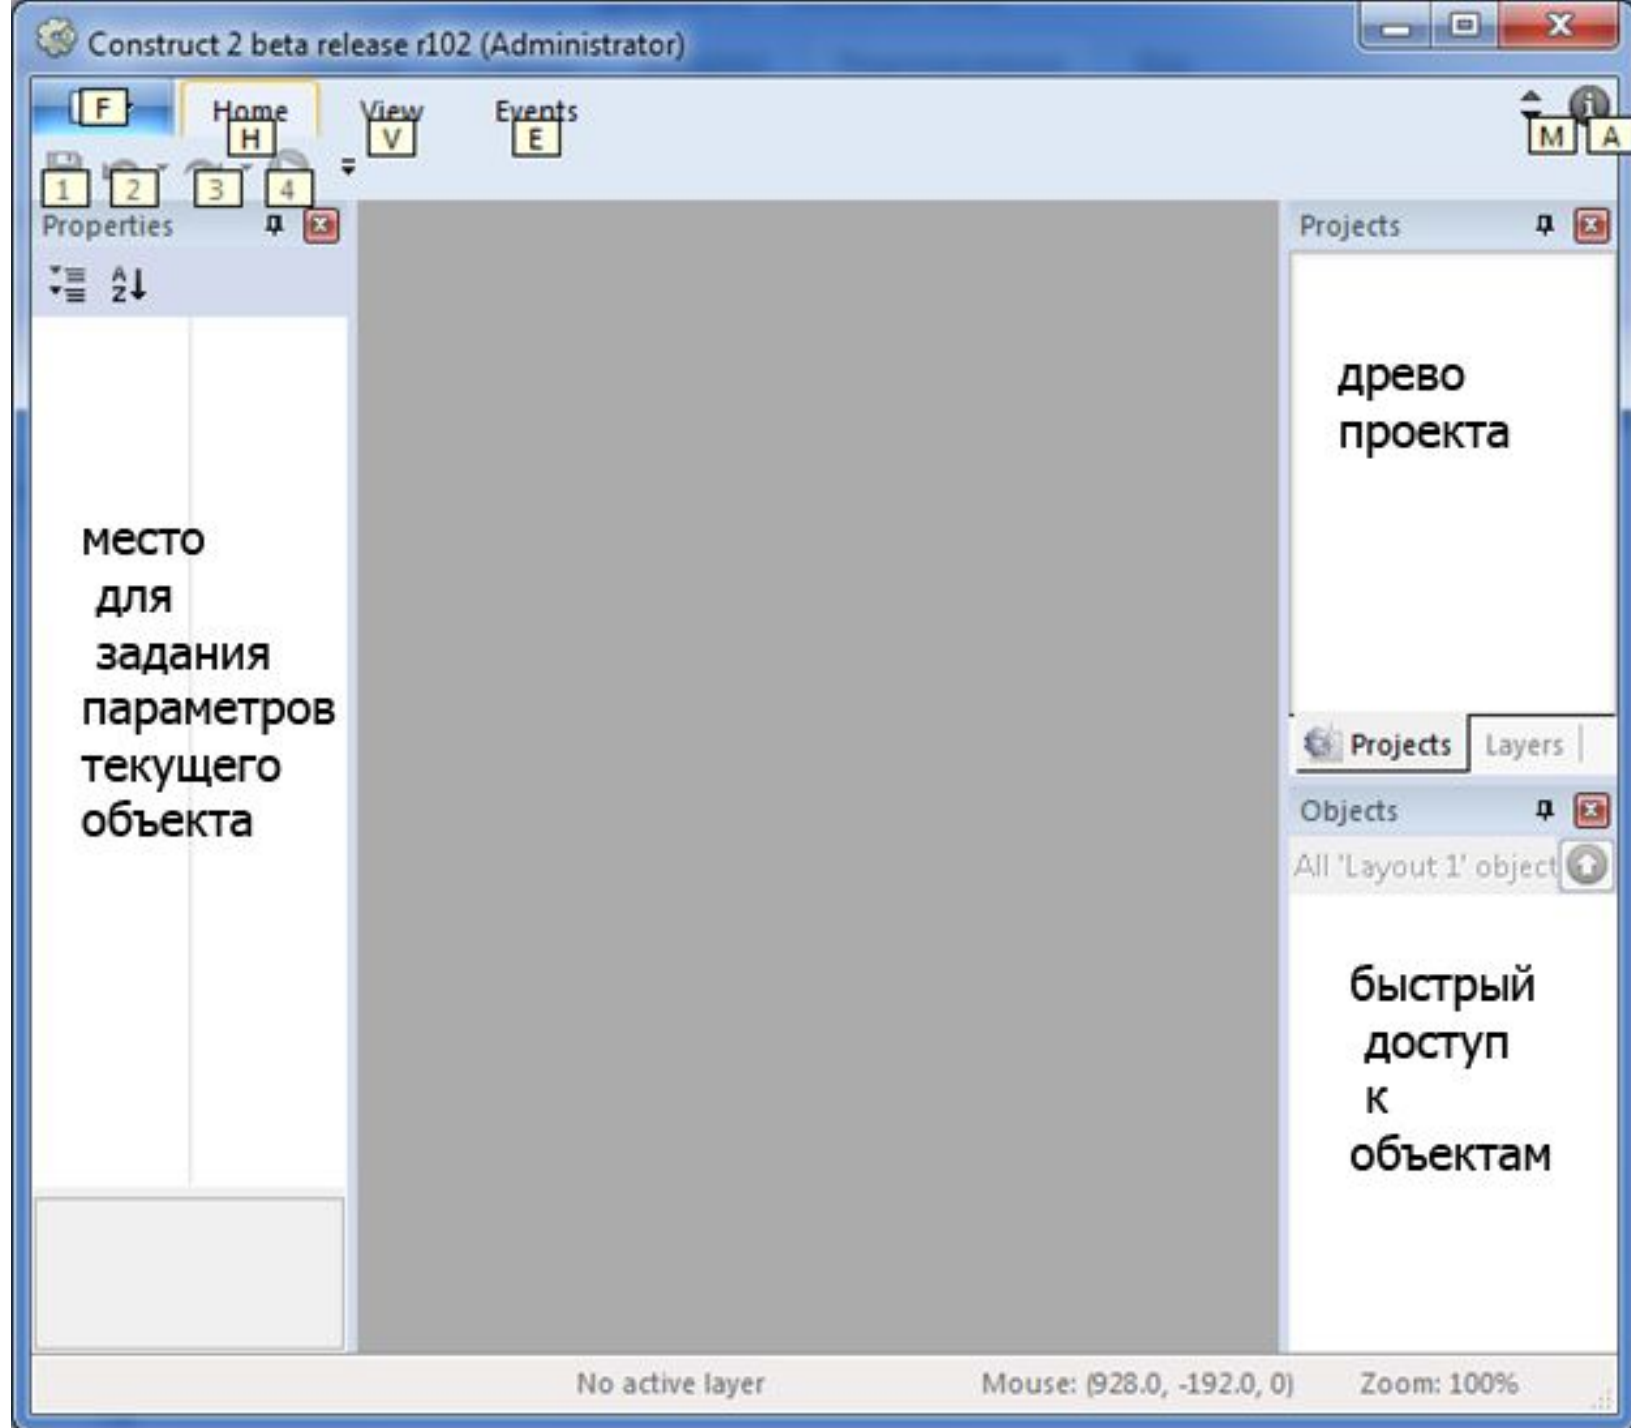 Construct 2 beta release r102 (Administrator)
F
Home View Events
H V E M A
1 2 3 4
Properties
A
Z
место
для
задания
параметров
текущего
объекта
Projects
древо
проекта
Projects Layers
Objects
All 'Layout 1' object
быстрый
доступ
к
объектам
No active layer Mouse: (928.0, -192.0, 0) Zoom: 100%